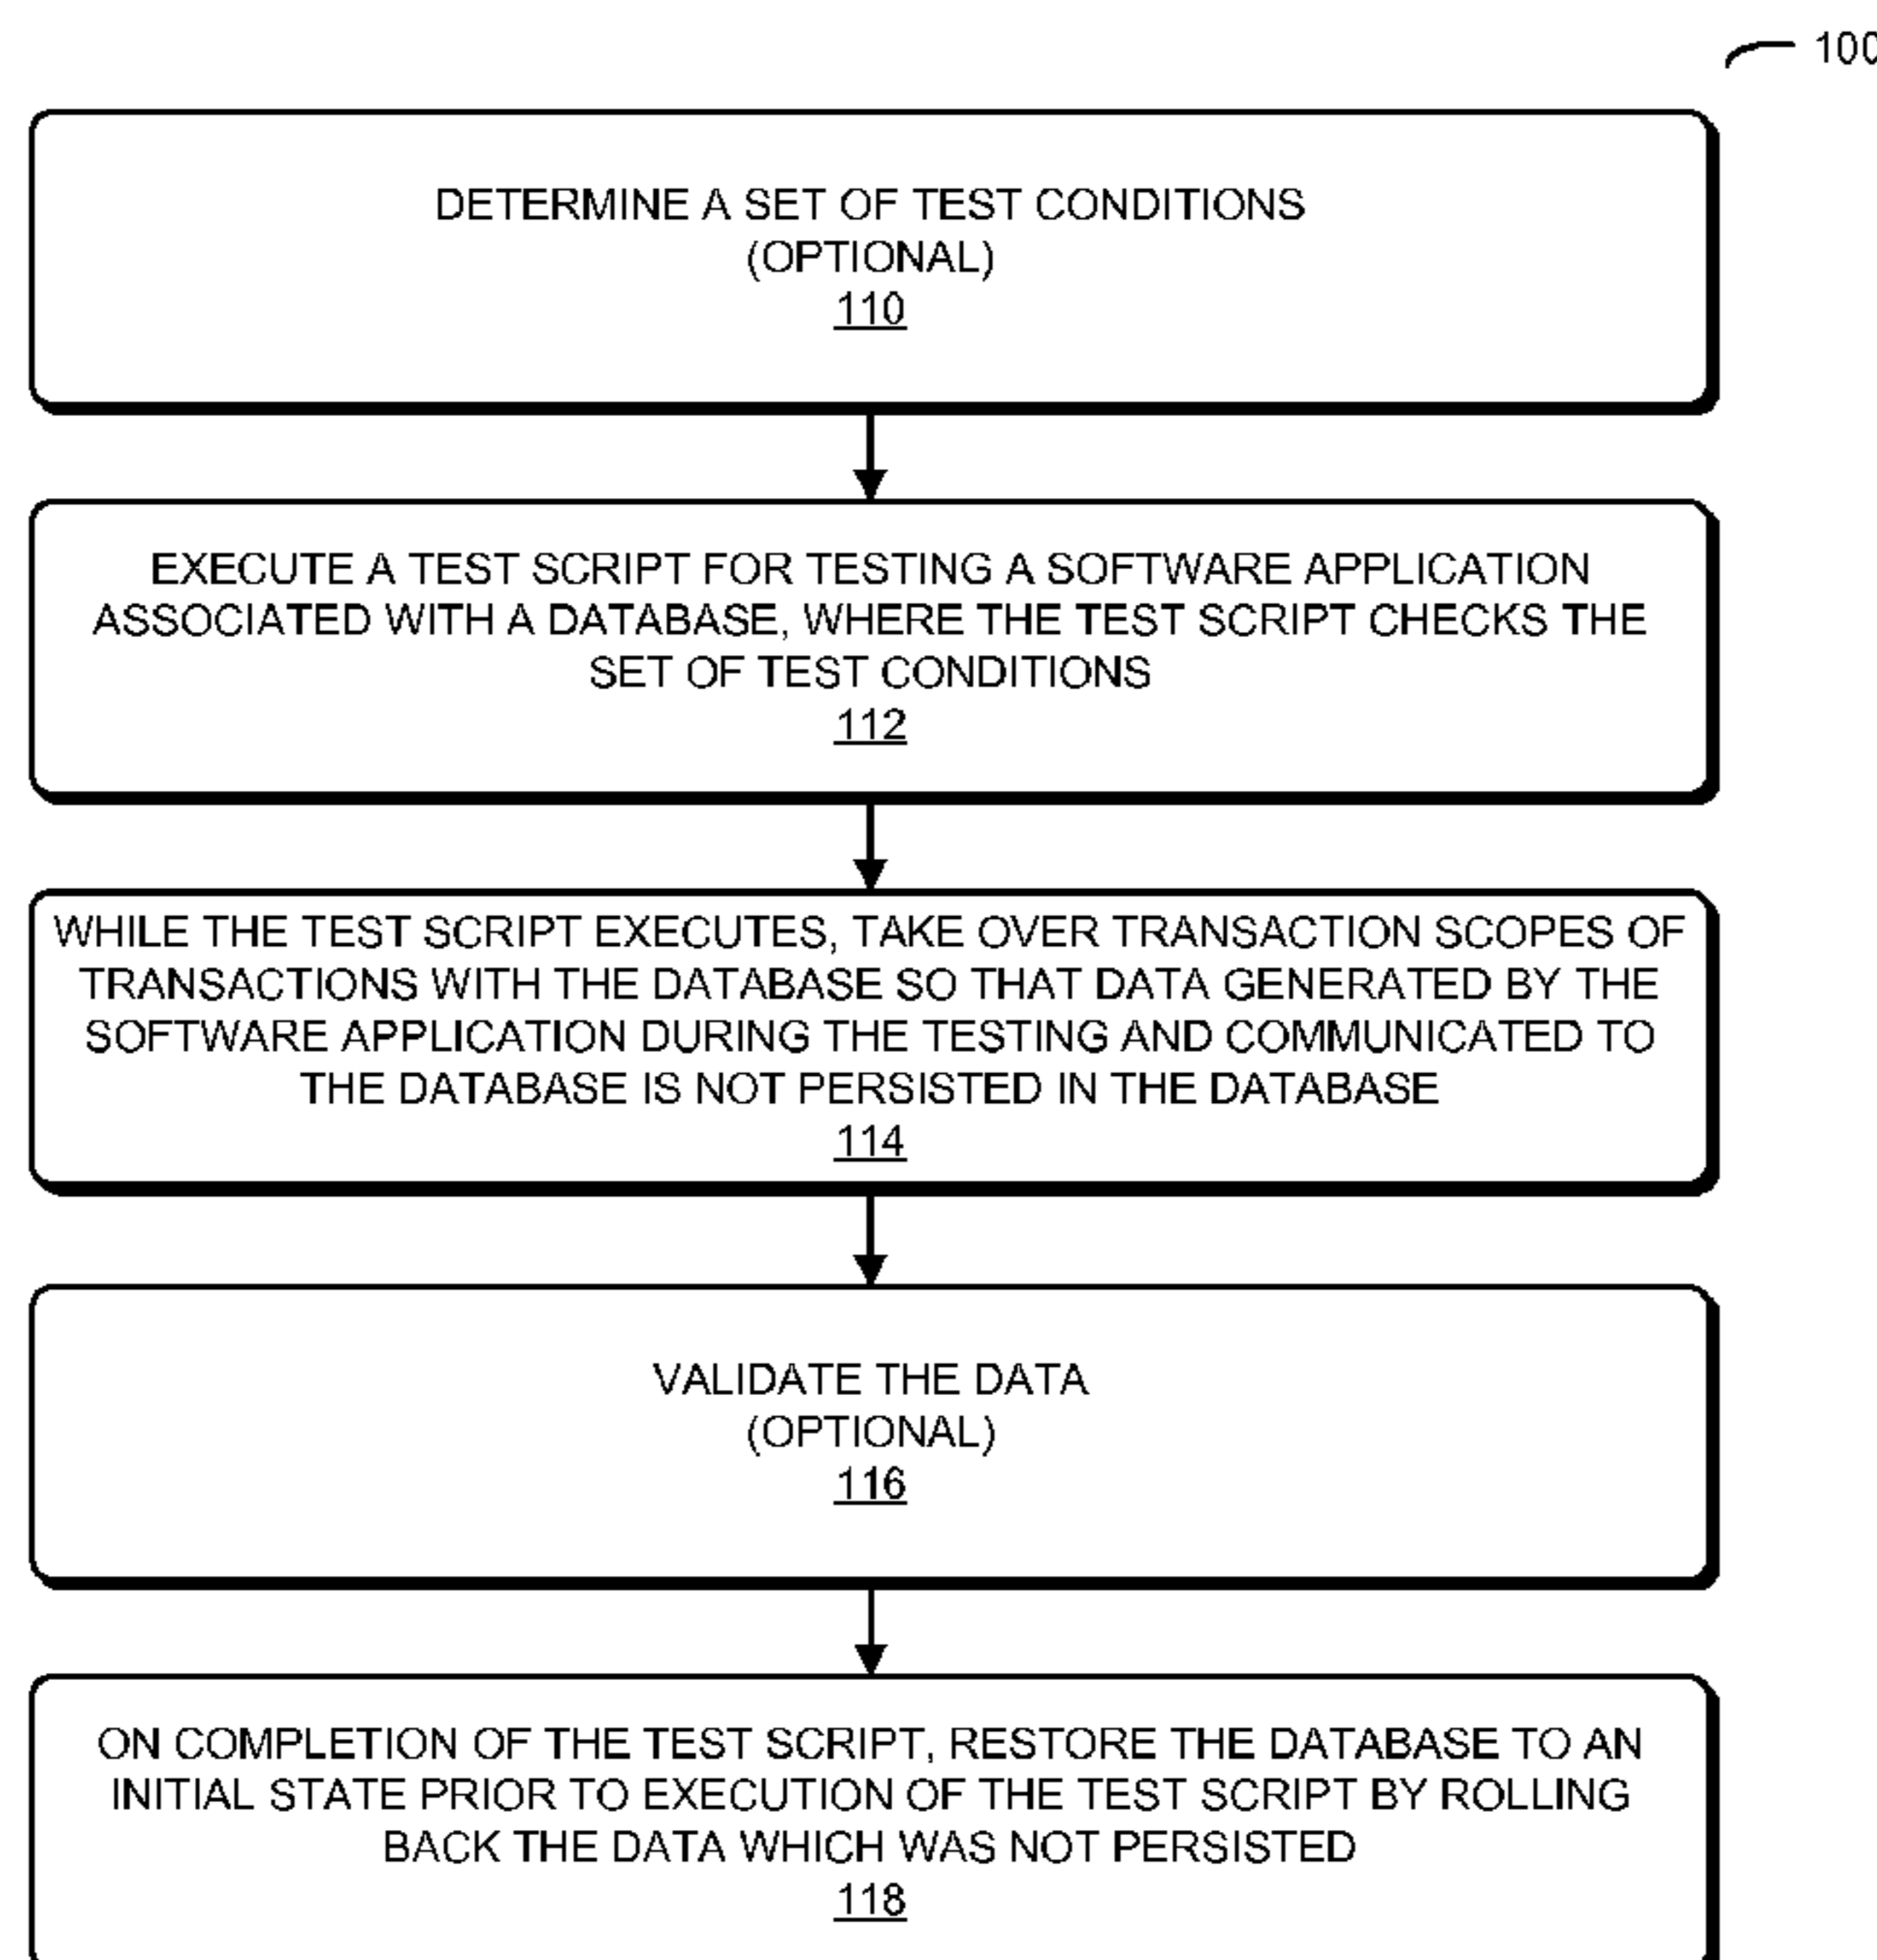 100
DETERMINE A SET OF TEST CONDITIONS
(OPTIONAL)
110
EXECUTE A TEST SCRIPT FOR TESTING A SOFTWARE APPLICATION
ASSOCIATED WITH A DATABASE, WHERE THE TEST SCRIPT CHECKS THE
SET OF TEST CONDITIONS
112
WHILE THE TEST SCRIPT EXECUTES, TAKE OVER TRANSACTION SCOPES OF
TRANSACTIONS WITH THE DATABASE SO THAT DATA GENERATED BY THE
SOFTWARE APPLICATION DURING THE TESTING AND COMMUNICATED TO
THE DATABASE IS NOT PERSISTED IN THE DATABASE
114
VALIDATE THE DATA
(OPTIONAL)
116
ON COMPLETION OF THE TEST SCRIPT, RESTORE THE DATABASE TO AN
INITIAL STATE PRIOR TO EXECUTION OF THE TEST SCRIPT BY ROLLING
BACK THE DATA WHICH WAS NOT PERSISTED
118